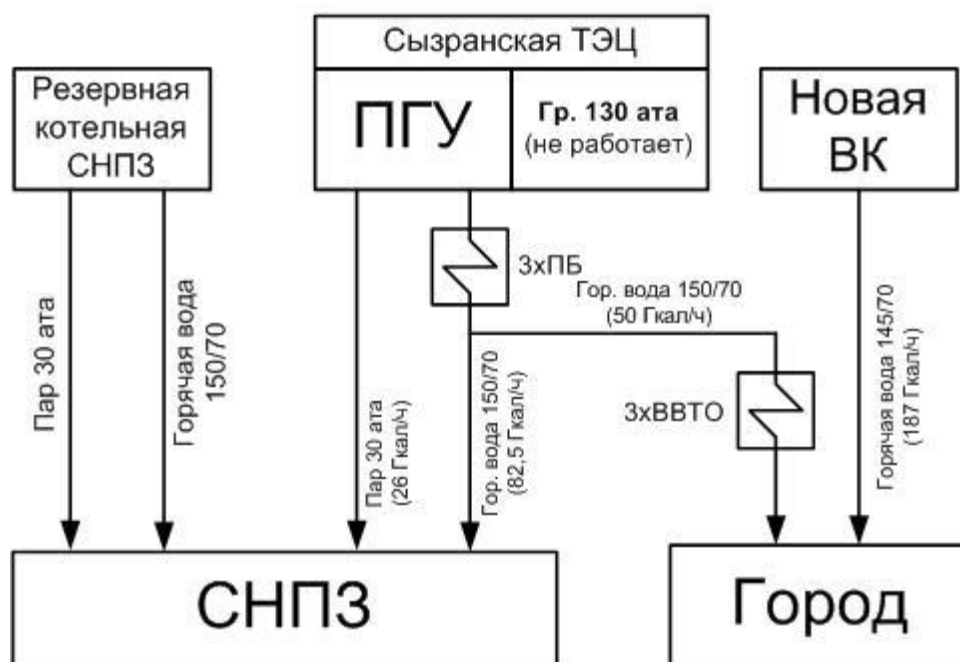 Сызранская ТЭЦ
Резервная
котельная
СНПЗ
ПГУ
Гр. 130 ата
(не работает)
Новая
ВК
3хПБ
Гор. вода 150/70
(50 Гкал/ч)
Пар 30 ата
Горячая вода
150/70
Пар 30 ата
(26 Гкал/ч)
Гор. вода 150/70
(82,5 Гкал/ч)
3хВВТО
Горячая вода 145/70
(187 Гкал/ч)
СНПЗ
Город